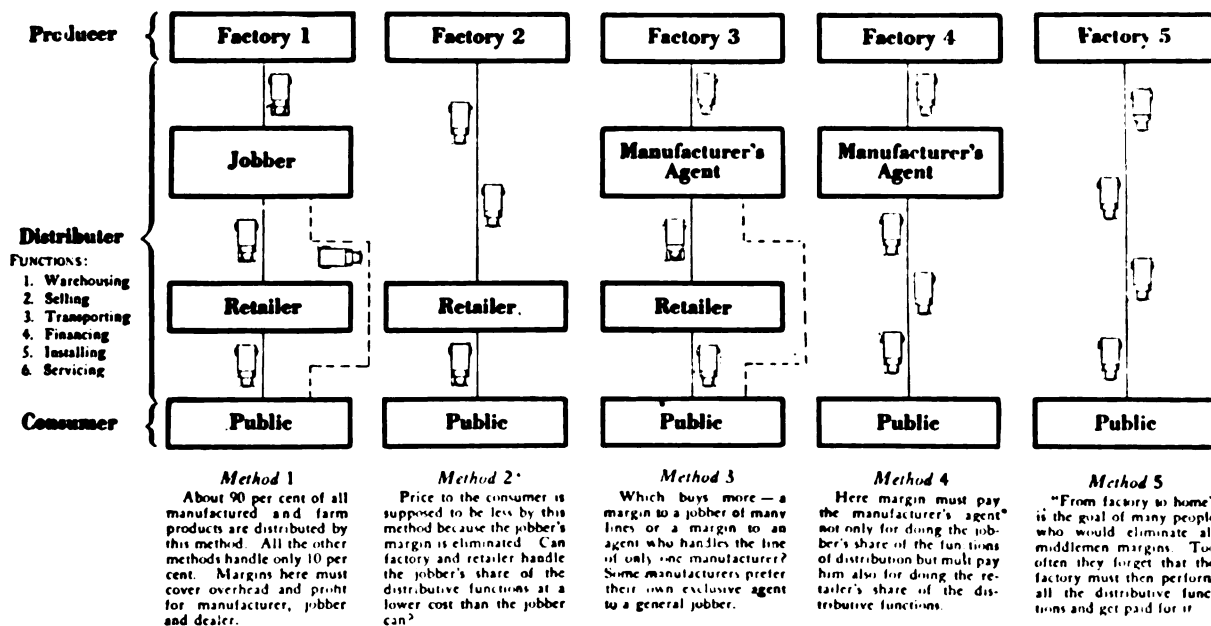 Producer
Factory 1
Factory 2
Factory 3
Factory 4
Factory 5
Jobber
Manufacturer's
Agent
Manufacturer's
Agent
Distributer
FUNCTIONS:
1. Warehousing
2. Selling
3. Transporting
4. Financing
5. Installing
6. Servicing
Retailer
Retailer.
Retailer
Consumer
Public
Public
Public
Public
Public
Method 1
About 90 per cent of all
manufactured and farm
products are distributed by
this method. All the other
methods handle only 10 per
cent. Margins here must
cover overhead and profit
for manufacturer, jobber
and dealer.
Method 2
Price to the consumer is
supposed to be less by this
method because the jobber's
margin is eliminated. Can
factory and retailer handle
the jobber's share of the
distributive functions at a
lower cost than the jobber
can?
Method 3
Which buys more — a
margin to a jobber of many
lines or a margin to an
agent who handles the line
of only one manufacturer?
Some manufacturers prefer
their own exclusive agent
to a general jobber.
Method 4
Here margin must pay
the manufacturer's agent
not only for doing the job-
ber's share of the functions
of distribution but must pay
him also for doing the re-
tailer's share of the dis-
tributive functions.
Method 5
"From factory to home"
is the goal of many people
who would eliminate all
middlemen margins. Too
often they forget that the
factory must then perform
all the distributive func-
tions and get paid for it